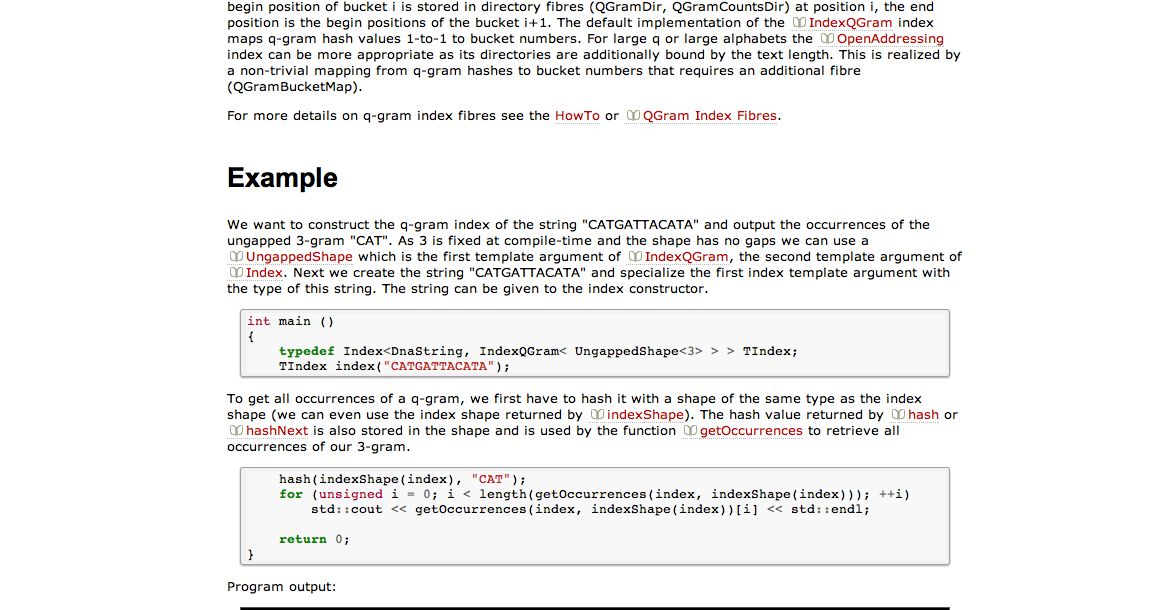 begin position of bucket i is stored in directory fibres (QGramDir, QGramCountsDir) at position i, the end
position is the begin positions of the bucket i+1. The default implementation of the IndexQGram index
maps q-gram hash values 1-to-1 to bucket numbers. For large q or large alphabets the OpenAddressing
index can be more appropriate as its directories are additionally bound by the text length. This is realized by
a non-trivial mapping from q-gram hashes to bucket numbers that requires an additional fibre
(QGramBucketMap).
For more details on q-gram index fibres see the HowTo or QGram Index Fibres.
Example
We want to construct the q-gram index of the string "CATGATTACATA" and output the occurrences of the
ungapped 3-gram "CAT". As 3 is fixed at compile-time and the shape has no gaps we can use a
UngappedShape which is the first template argument of IndexQGram, the second template argument of
Index. Next we create the string "CATGATTACATA" and specialize the first index template argument with
the type of this string. The string can be given to the index constructor.
int main ()
{
    typedef Index<DnaString, IndexQGram< UngappedShape<3> > > TIndex;
    TIndex index("CATGATTACATA");
To get all occurrences of a q-gram, we first have to hash it with a shape of the same type as the index
shape (we can even use the index shape returned by indexShape). The hash value returned by hash or
hashNext is also stored in the shape and is used by the function getOccurrences to retrieve all
occurrences of our 3-gram.
    hash(indexShape(index), "CAT");
    for (unsigned i = 0; i < length(getOccurrences(index, indexShape(index))); ++i)
        std::cout << getOccurrences(index, indexShape(index))[i] << std::endl;
    return 0;
}
Program output: